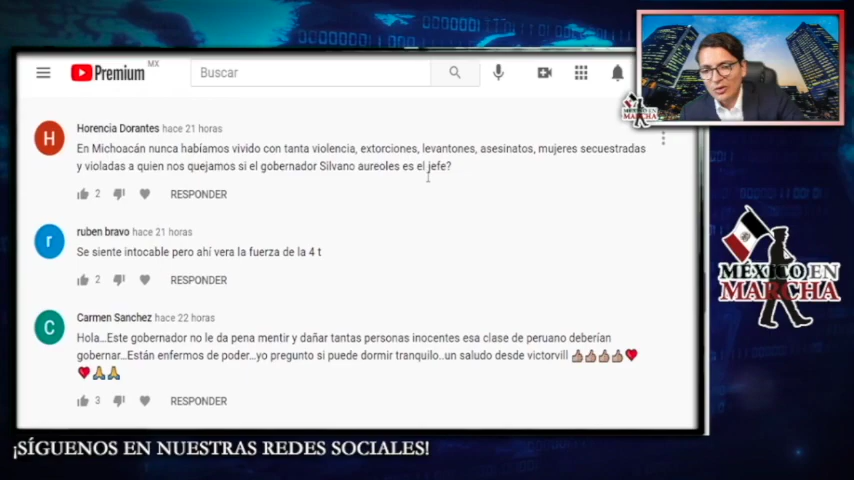 Premium MX
Buscar
Horencia Dorantes hace 21 horas
En Michoacán nunca habíamos vivido con tanta violencia, extorciones, levantones, asesinatos, mujeres secuestradas
y violadas a quien nos quejamos si el gobernador Silvano aureoles es el jefe?
2 RESPONDER
ruben bravo hace 21 horas
Se siente intocable pero ahí vera la fuerza de la 4 t
2 RESPONDER
Carmen Sanchez hace 22 horas
Hola...Este gobernador no le da pena mentir y dañar tantas personas inocentes esa clase de peruano deberían
gobernar...Están enfermos de poder...yo pregunto si puede dormir tranquilo..un saludo desde victorvill 👍🏼👍🏼👍🏼👍🏼❤️
❤️🙏🙏
3 RESPONDER
H
r
C
MÉXICO EN
MARCHA
MÉXICO EN
MARCHA
¡SÍGUENOS EN NUESTRAS REDES SOCIALES!